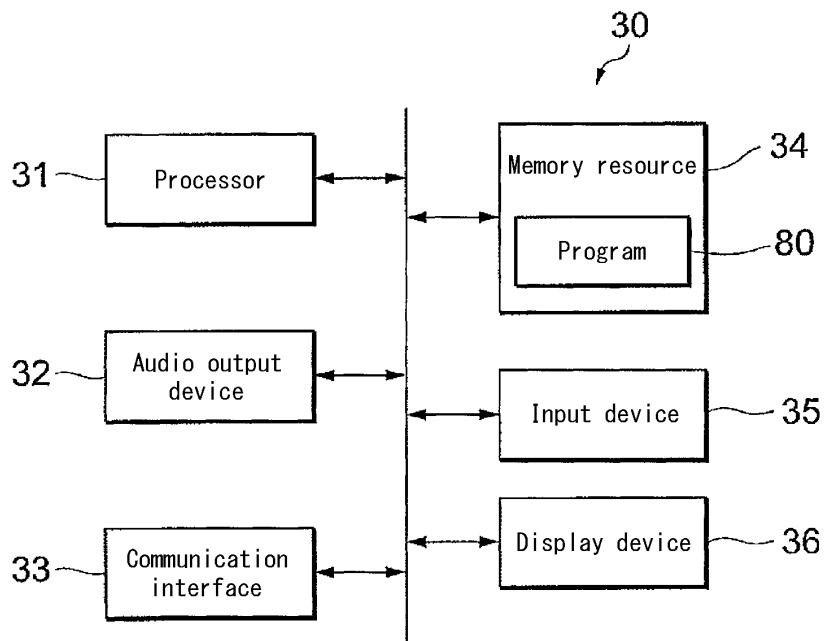 30
31
Processor
Memory resource
34
Program
80
32
Audio output
device
Input device
35
33
Communication
interface
Display device
36